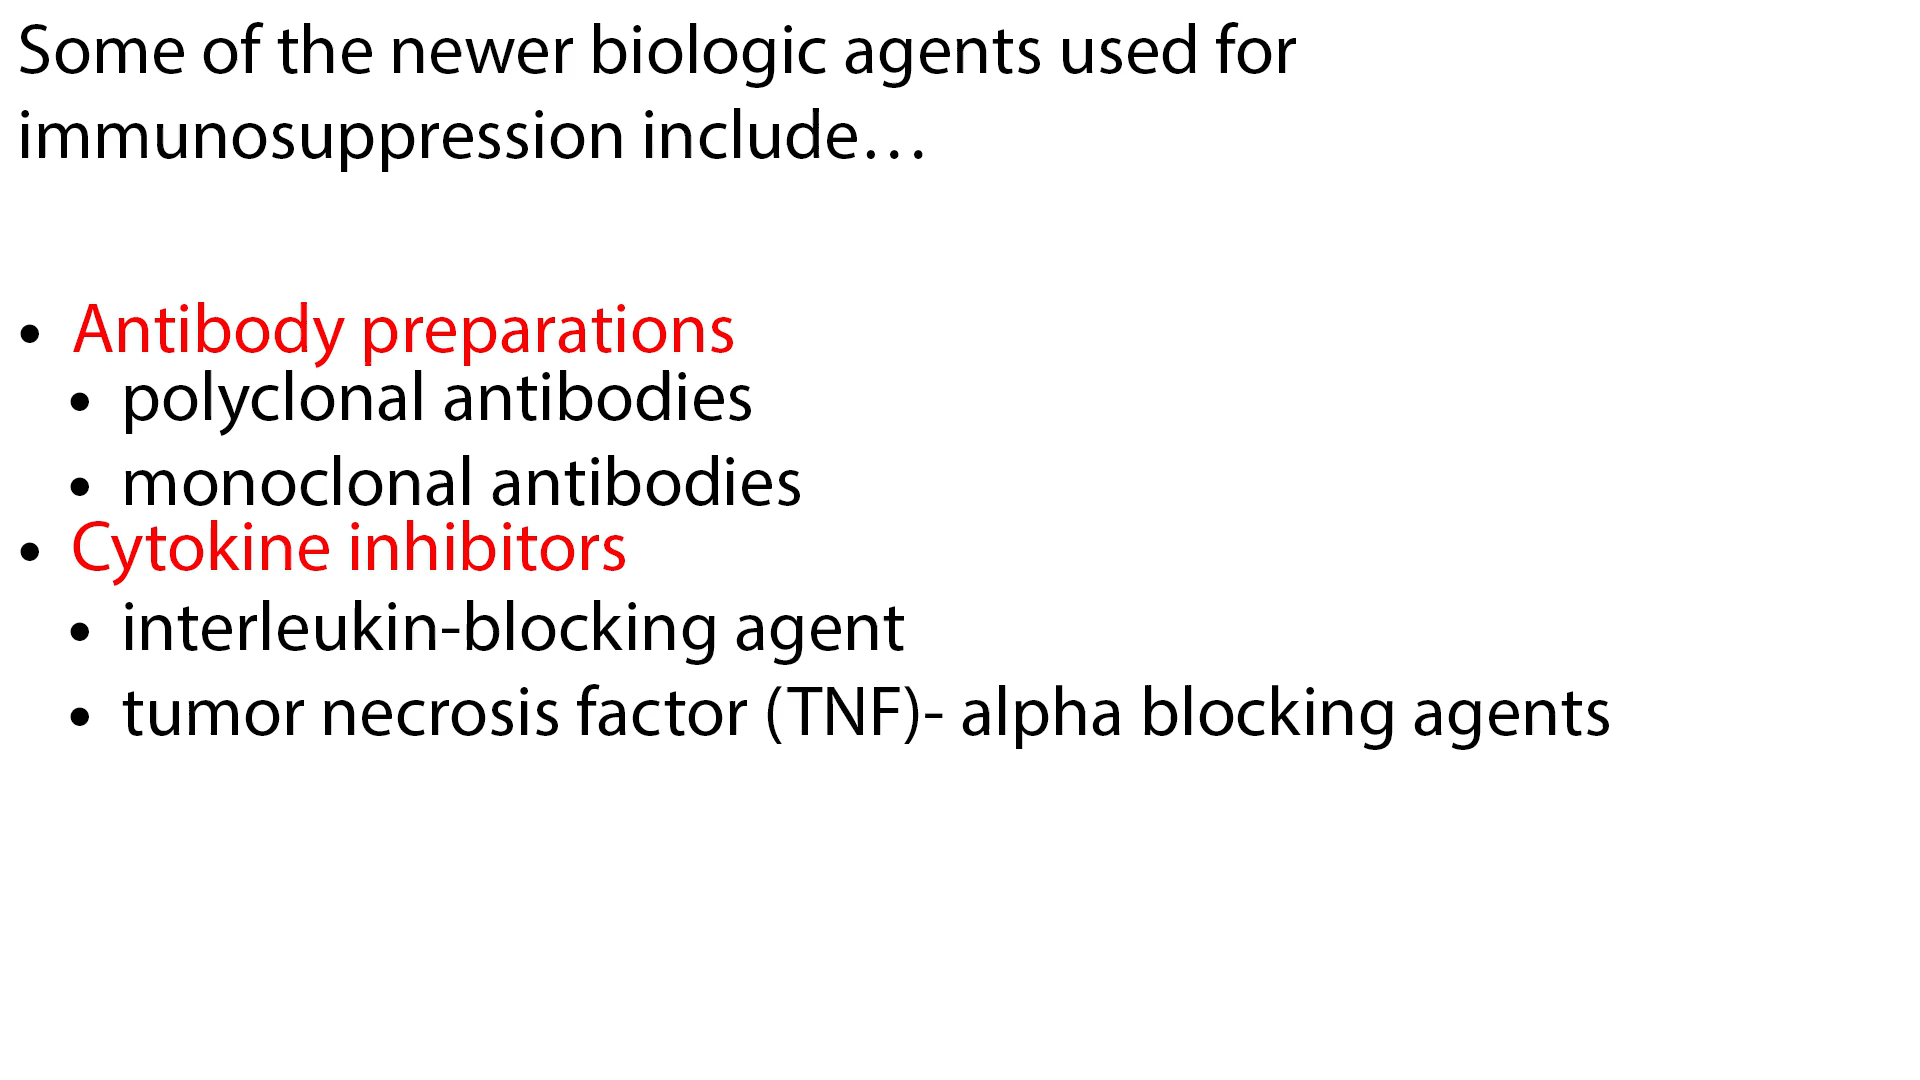 Some of the newer biologic agents used for
immunosuppression include…
• Antibody preparations
• polyclonal antibodies
• monoclonal antibodies
• Cytokine inhibitors
• interleukin-blocking agent
• tumor necrosis factor (TNF)- alpha blocking agents